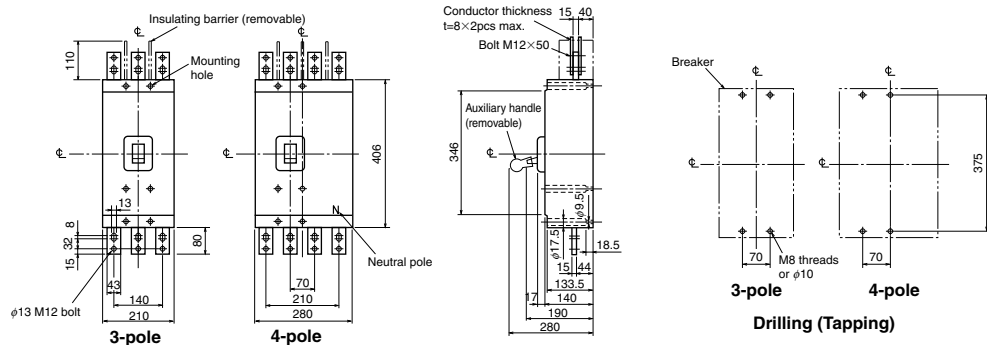 Insulating barrier (removable)
℄
℄
110
Mounting
hole
℄
406
13
8
32
15
43
140
210
φ13 M12 bolt
3-pole
N
80
Neutral pole
70
210
280
4-pole
Conductor thickness
t=8×2pcs max.
15
40
Bolt M12×50
Auxiliary handle
(removable)
346
℄
φ9.5
φ17.5
18.5
15
44
133.5
17
140
190
280
Breaker
℄
℄
℄
℄
375
70
70
M8 threads
or φ10
3-pole
4-pole
Drilling (Tapping)